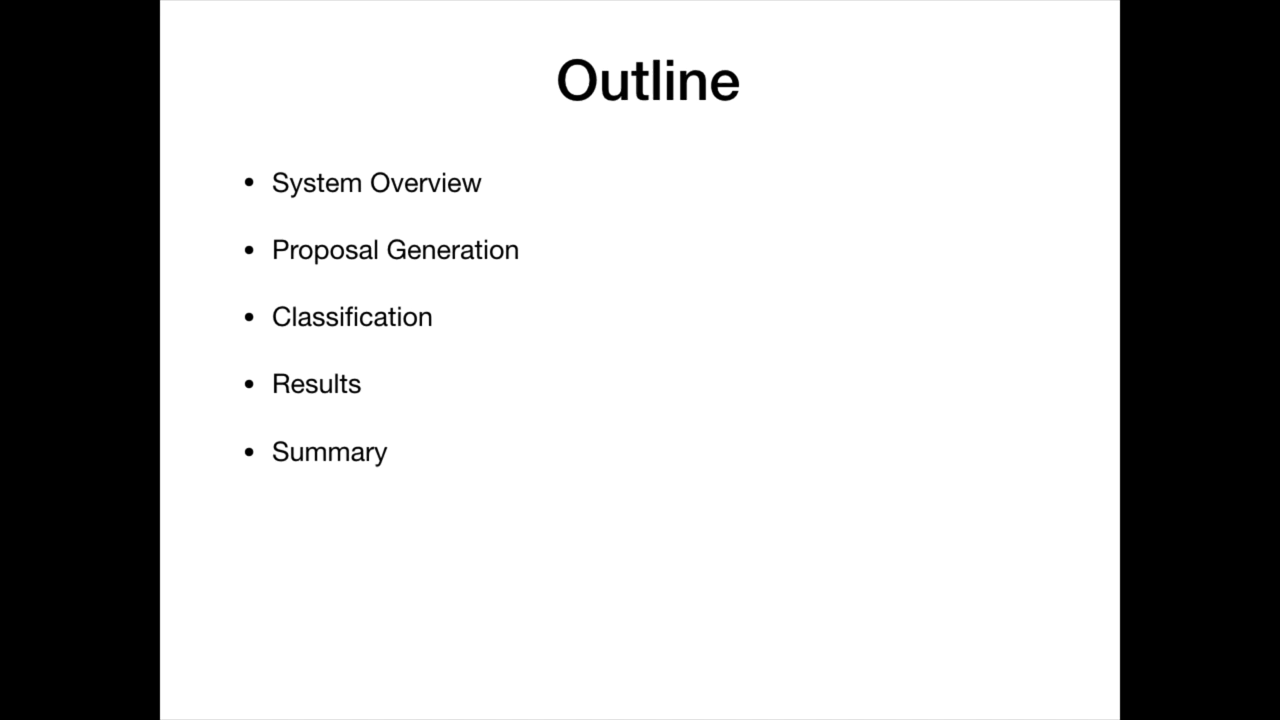 Outline
• System Overview
• Proposal Generation
• Classification
• Results
• Summary